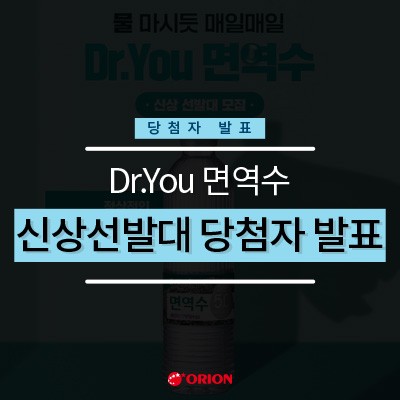 물 마시듯 매일매일
Dr.You 면역수
· 신상 선발대 모집 ·
당첨자 발표
Dr.You 면역수
신상선발대 당첨자 발표
면역수
ORION